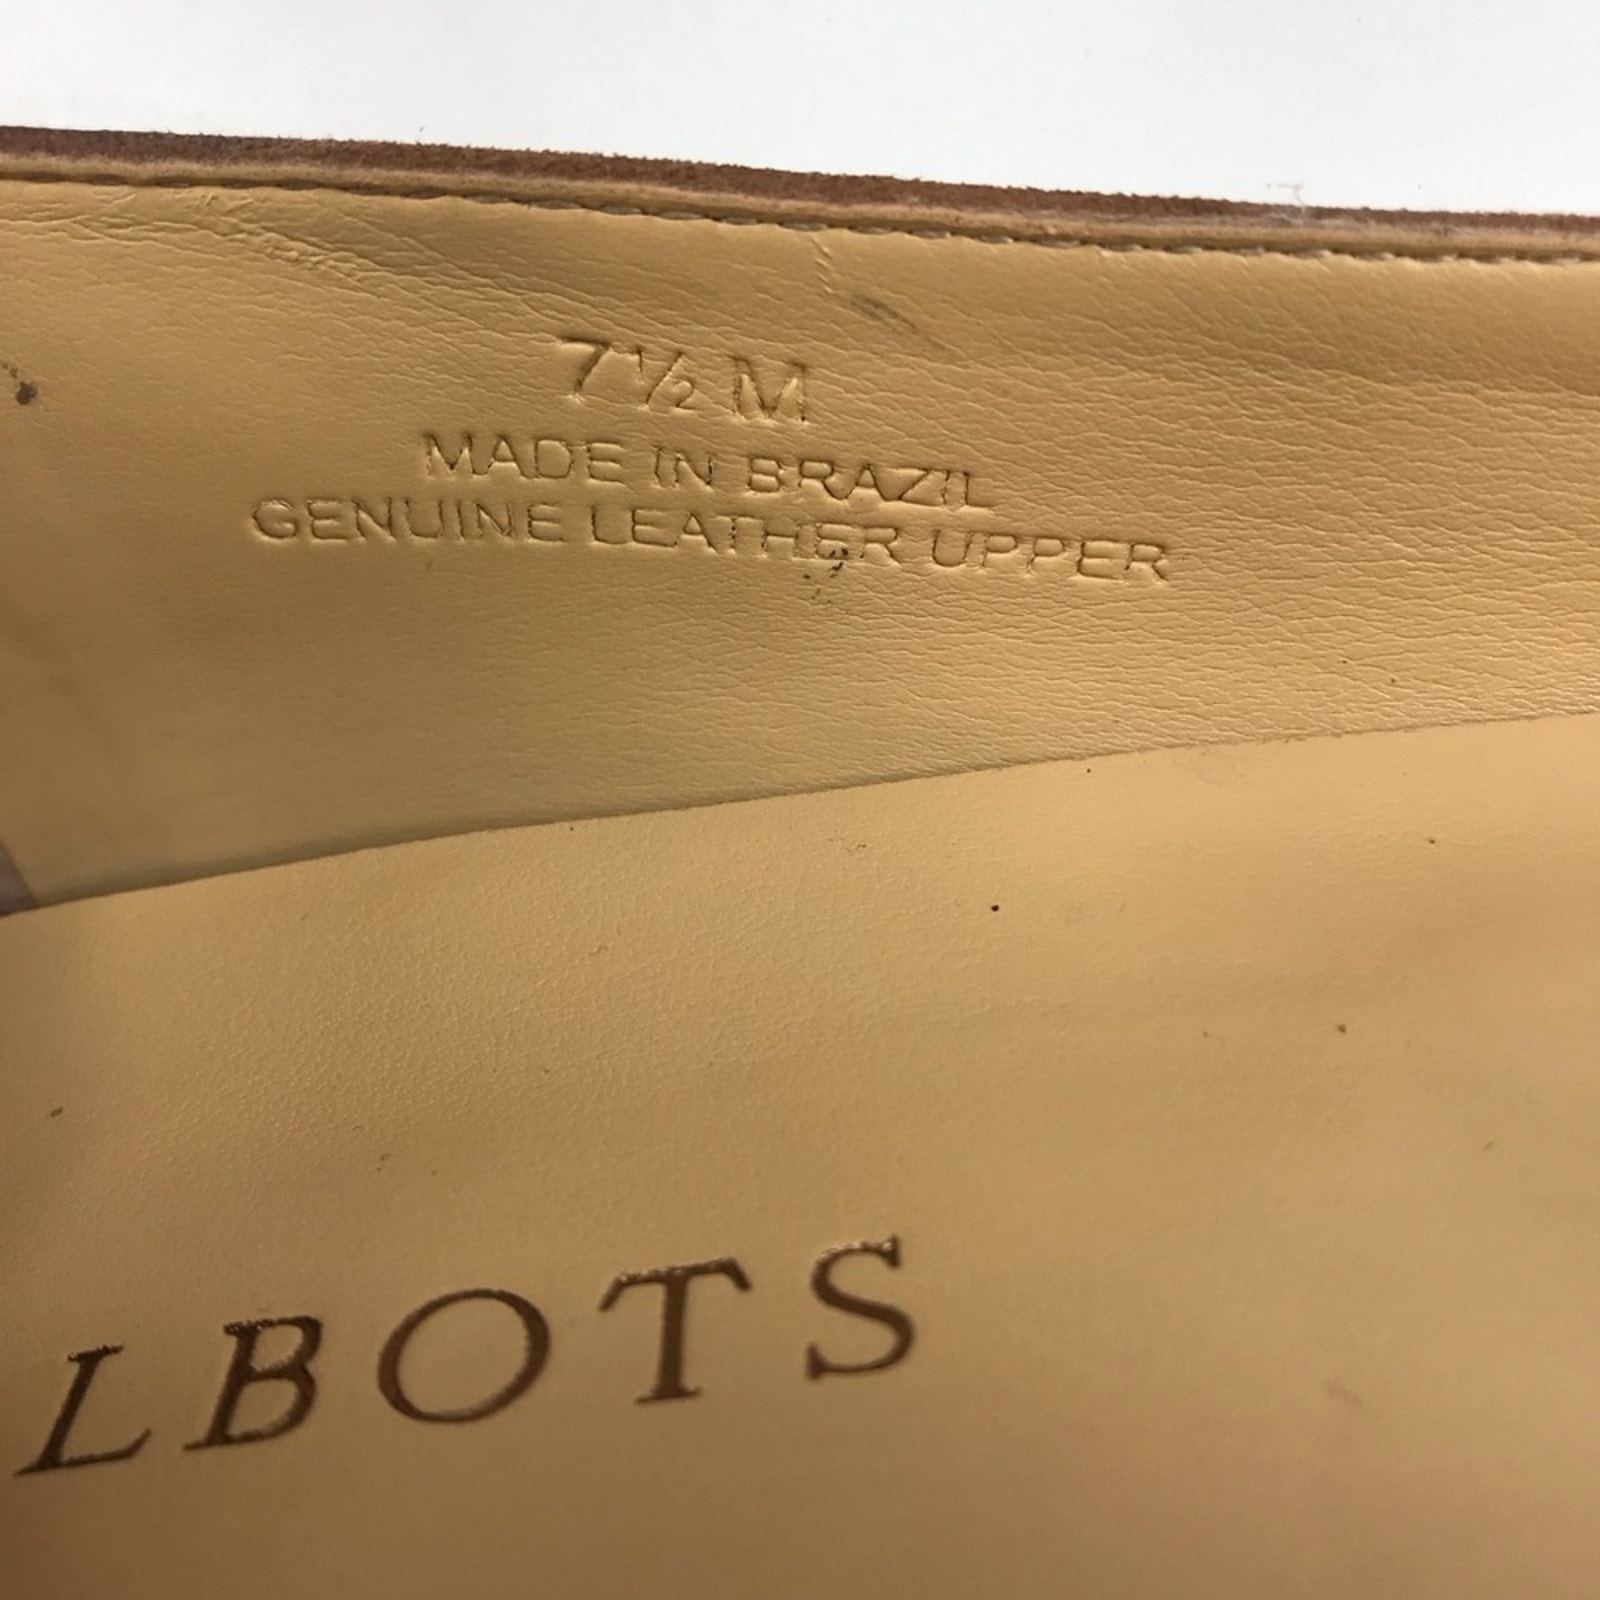 7½ M
MADE IN BRAZIL
GENUINE LEATHER UPPER
LBOTS